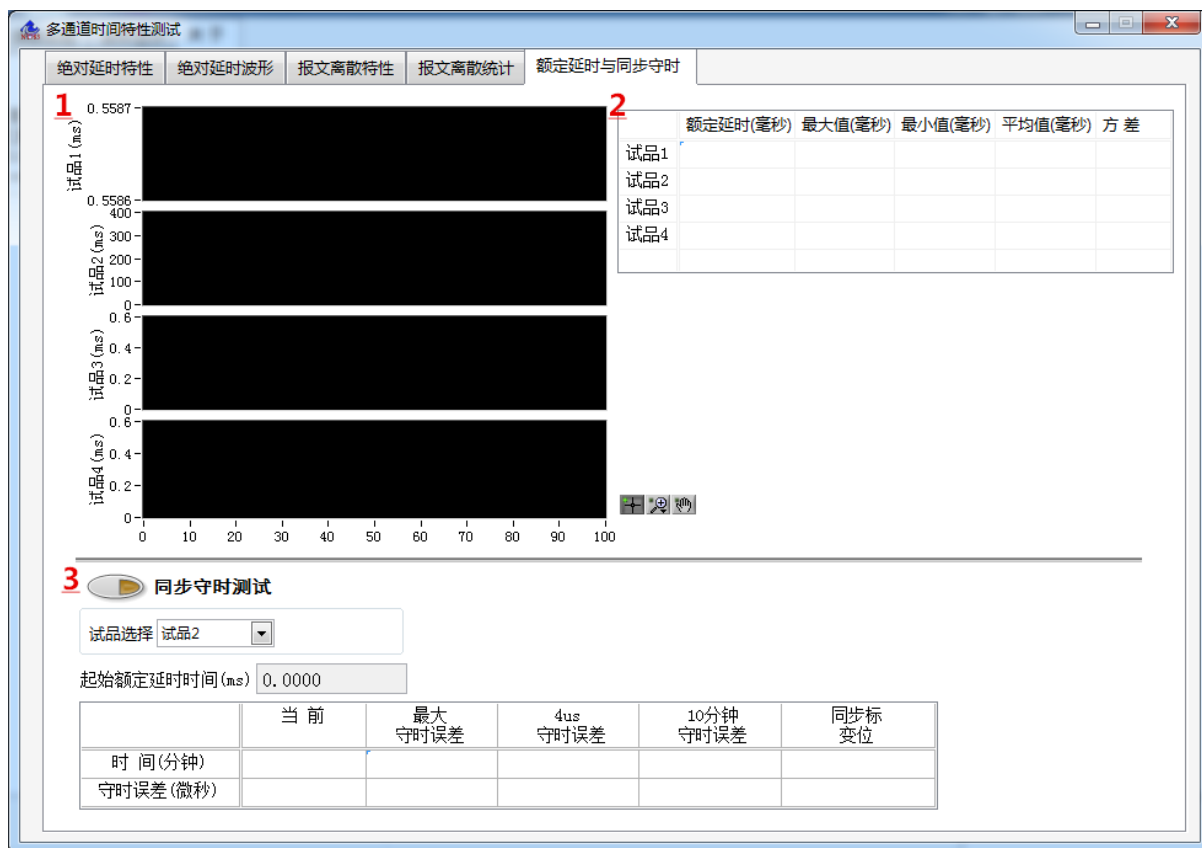 多通道时间特性测试
绝对延时特性 绝对延时波形 报文离散特性 报文离散统计 额定延时与同步守时
1
0.5587
试品1(ms)
0.5586
400
300
试品2(ms)
200
100
0
0.6
试品3(ms)
0.4
0.2
0
0.6
试品4(ms)
0.4
0.2
0
0 10 20 30 40 50 60 70 80 90 100
2
额定延时(毫秒) 最大值(毫秒) 最小值(毫秒) 平均值(毫秒) 方 差
试品1
试品2
试品3
试品4
3 同步守时测试
试品选择 试品2
起始额定延时时间(ms) 0.0000
当 前 最大 4us 10分钟 同步标
守时误差 守时误差 守时误差 变位
时 间(分钟)
守时误差(微秒)